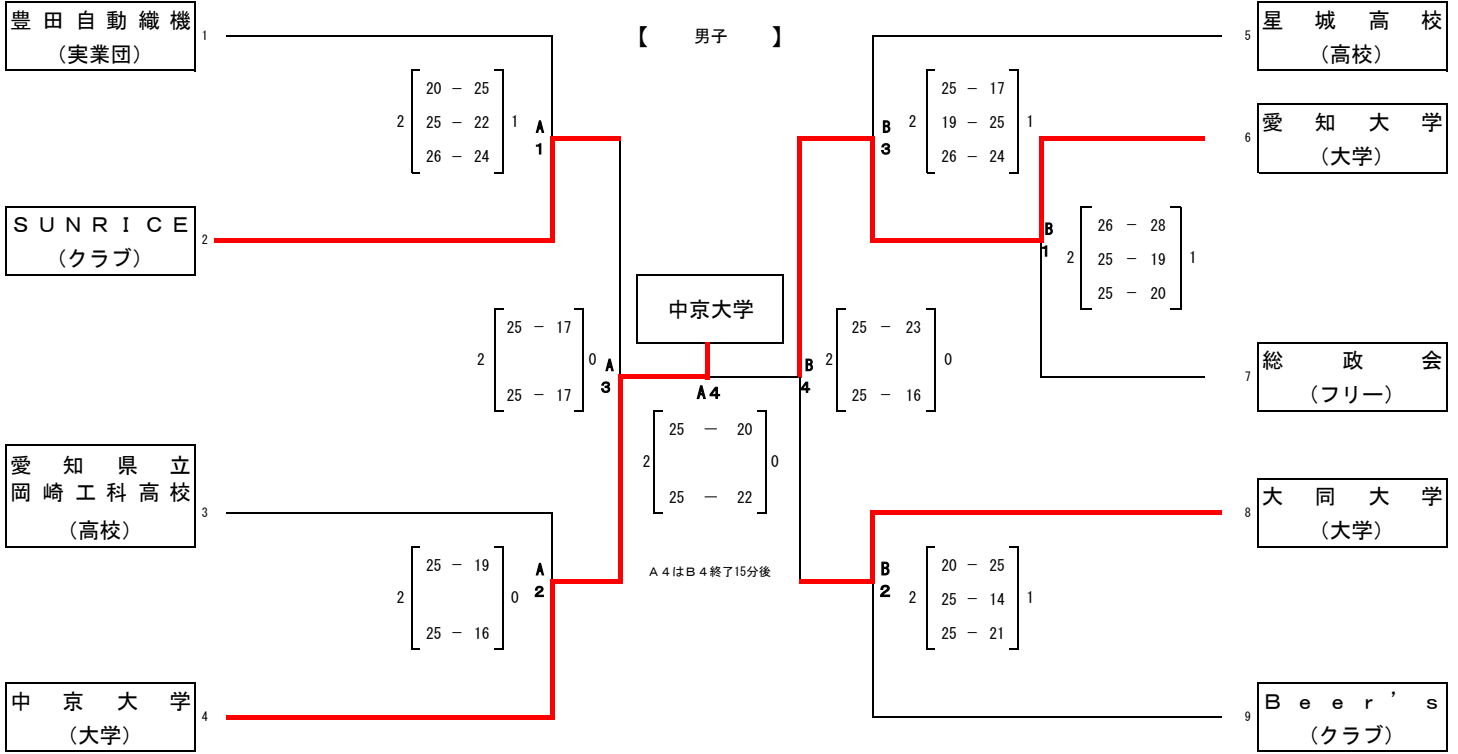 【　男子　】
豊田自動織機
（実業団）
1
20 － 25
2 25 － 22 1
26 － 24
A
1
SUNRICE
（クラブ）
2
25 － 17
2 0
25 － 17
A
3
愛知県立
岡崎工科高校
（高校）
3
25 － 19
2 0
25 － 16
A
2
中京大学
（大学）
4
中京大学
A4
25 － 20
2 0
25 － 22
A４はB４終了15分後
星城高校
（高校）
5
25 － 17
2 19 － 25 1
26 － 24
B
3
愛知大学
（大学）
6
26 － 28
2 25 － 19 1
25 － 20
B
1
総政会
（フリー）
7
25 － 23
2 0
25 － 16
B
4
大同大学
（大学）
8
20 － 25
2 25 － 14 1
25 － 21
B
2
Ｂｅｅｒ’ｓ
（クラブ）
9